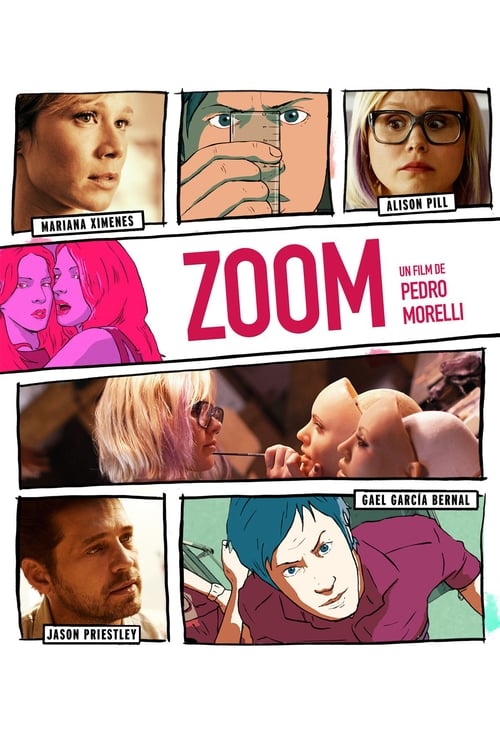 MARIANA XIMENES
ALISON PILL
ZOOM
UN FILM DE
PEDRO
MORELLI
GAEL GARCÍA BERNAL
JASON PRIESTLEY